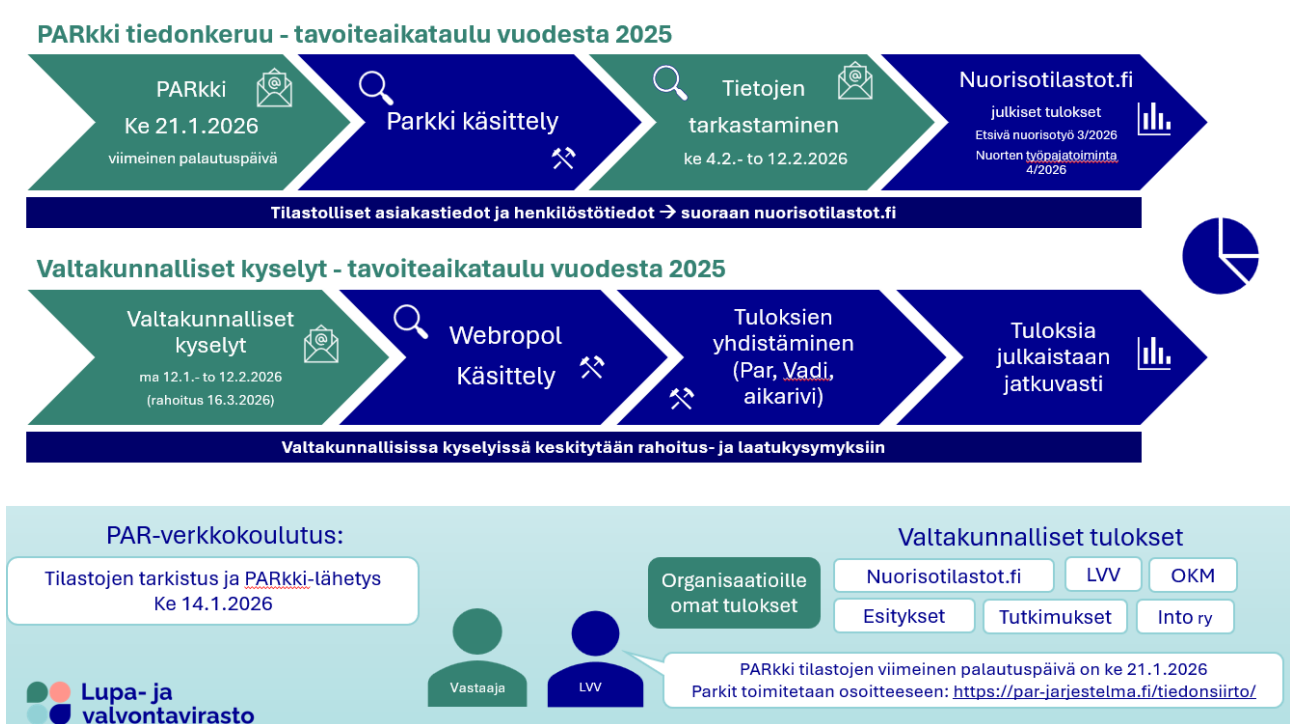 PARkki tiedonkeruu - tavoiteaikataulu vuodesta 2025
PARkki
Ke 21.1.2026
viimeinen palautuspäivä
Parkki käsittely
Tietojen
tarkastaminen
ke 4.2.- to 12.2.2026
Nuorisotilastot.fi
julkiset tulokset
Etsivä nuorisotyö 3/2026
Nuorten työpajatoiminta
4/2026
Tilastolliset asiakastiedot ja henkilöstötiedot → suoraan nuorisotilastot.fi
Valtakunnalliset kyselyt - tavoiteaikataulu vuodesta 2025
Valtakunnalliset
kyselyt
ma 12.1.- to 12.2.2026
(rahoitus 16.3.2026)
Webropol
Käsittely
Tuloksien
yhdistäminen
(Par, Vadi,
aikarivi)
Tuloksia
julkaistaan
jatkuvasti
Valtakunnallisissa kyselyissä keskitytään rahoitus- ja laatukysymyksiin
PAR-verkkokoulutus:
Tilastojen tarkistus ja PARkki-lähetys
Ke 14.1.2026
Organisaatioille
omat tulokset
Valtakunnalliset tulokset
Nuorisotilastot.fi
LVV
OKM
Esitykset
Tutkimukset
Into ry
Vastaaja
LVV
PARkki tilastojen viimeinen palautuspäivä on ke 21.1.2026
Parkit toimitetaan osoitteeseen: https://par-jarjestelma.fi/tiedonsiirto/
Lupa- ja
valvontavirasto